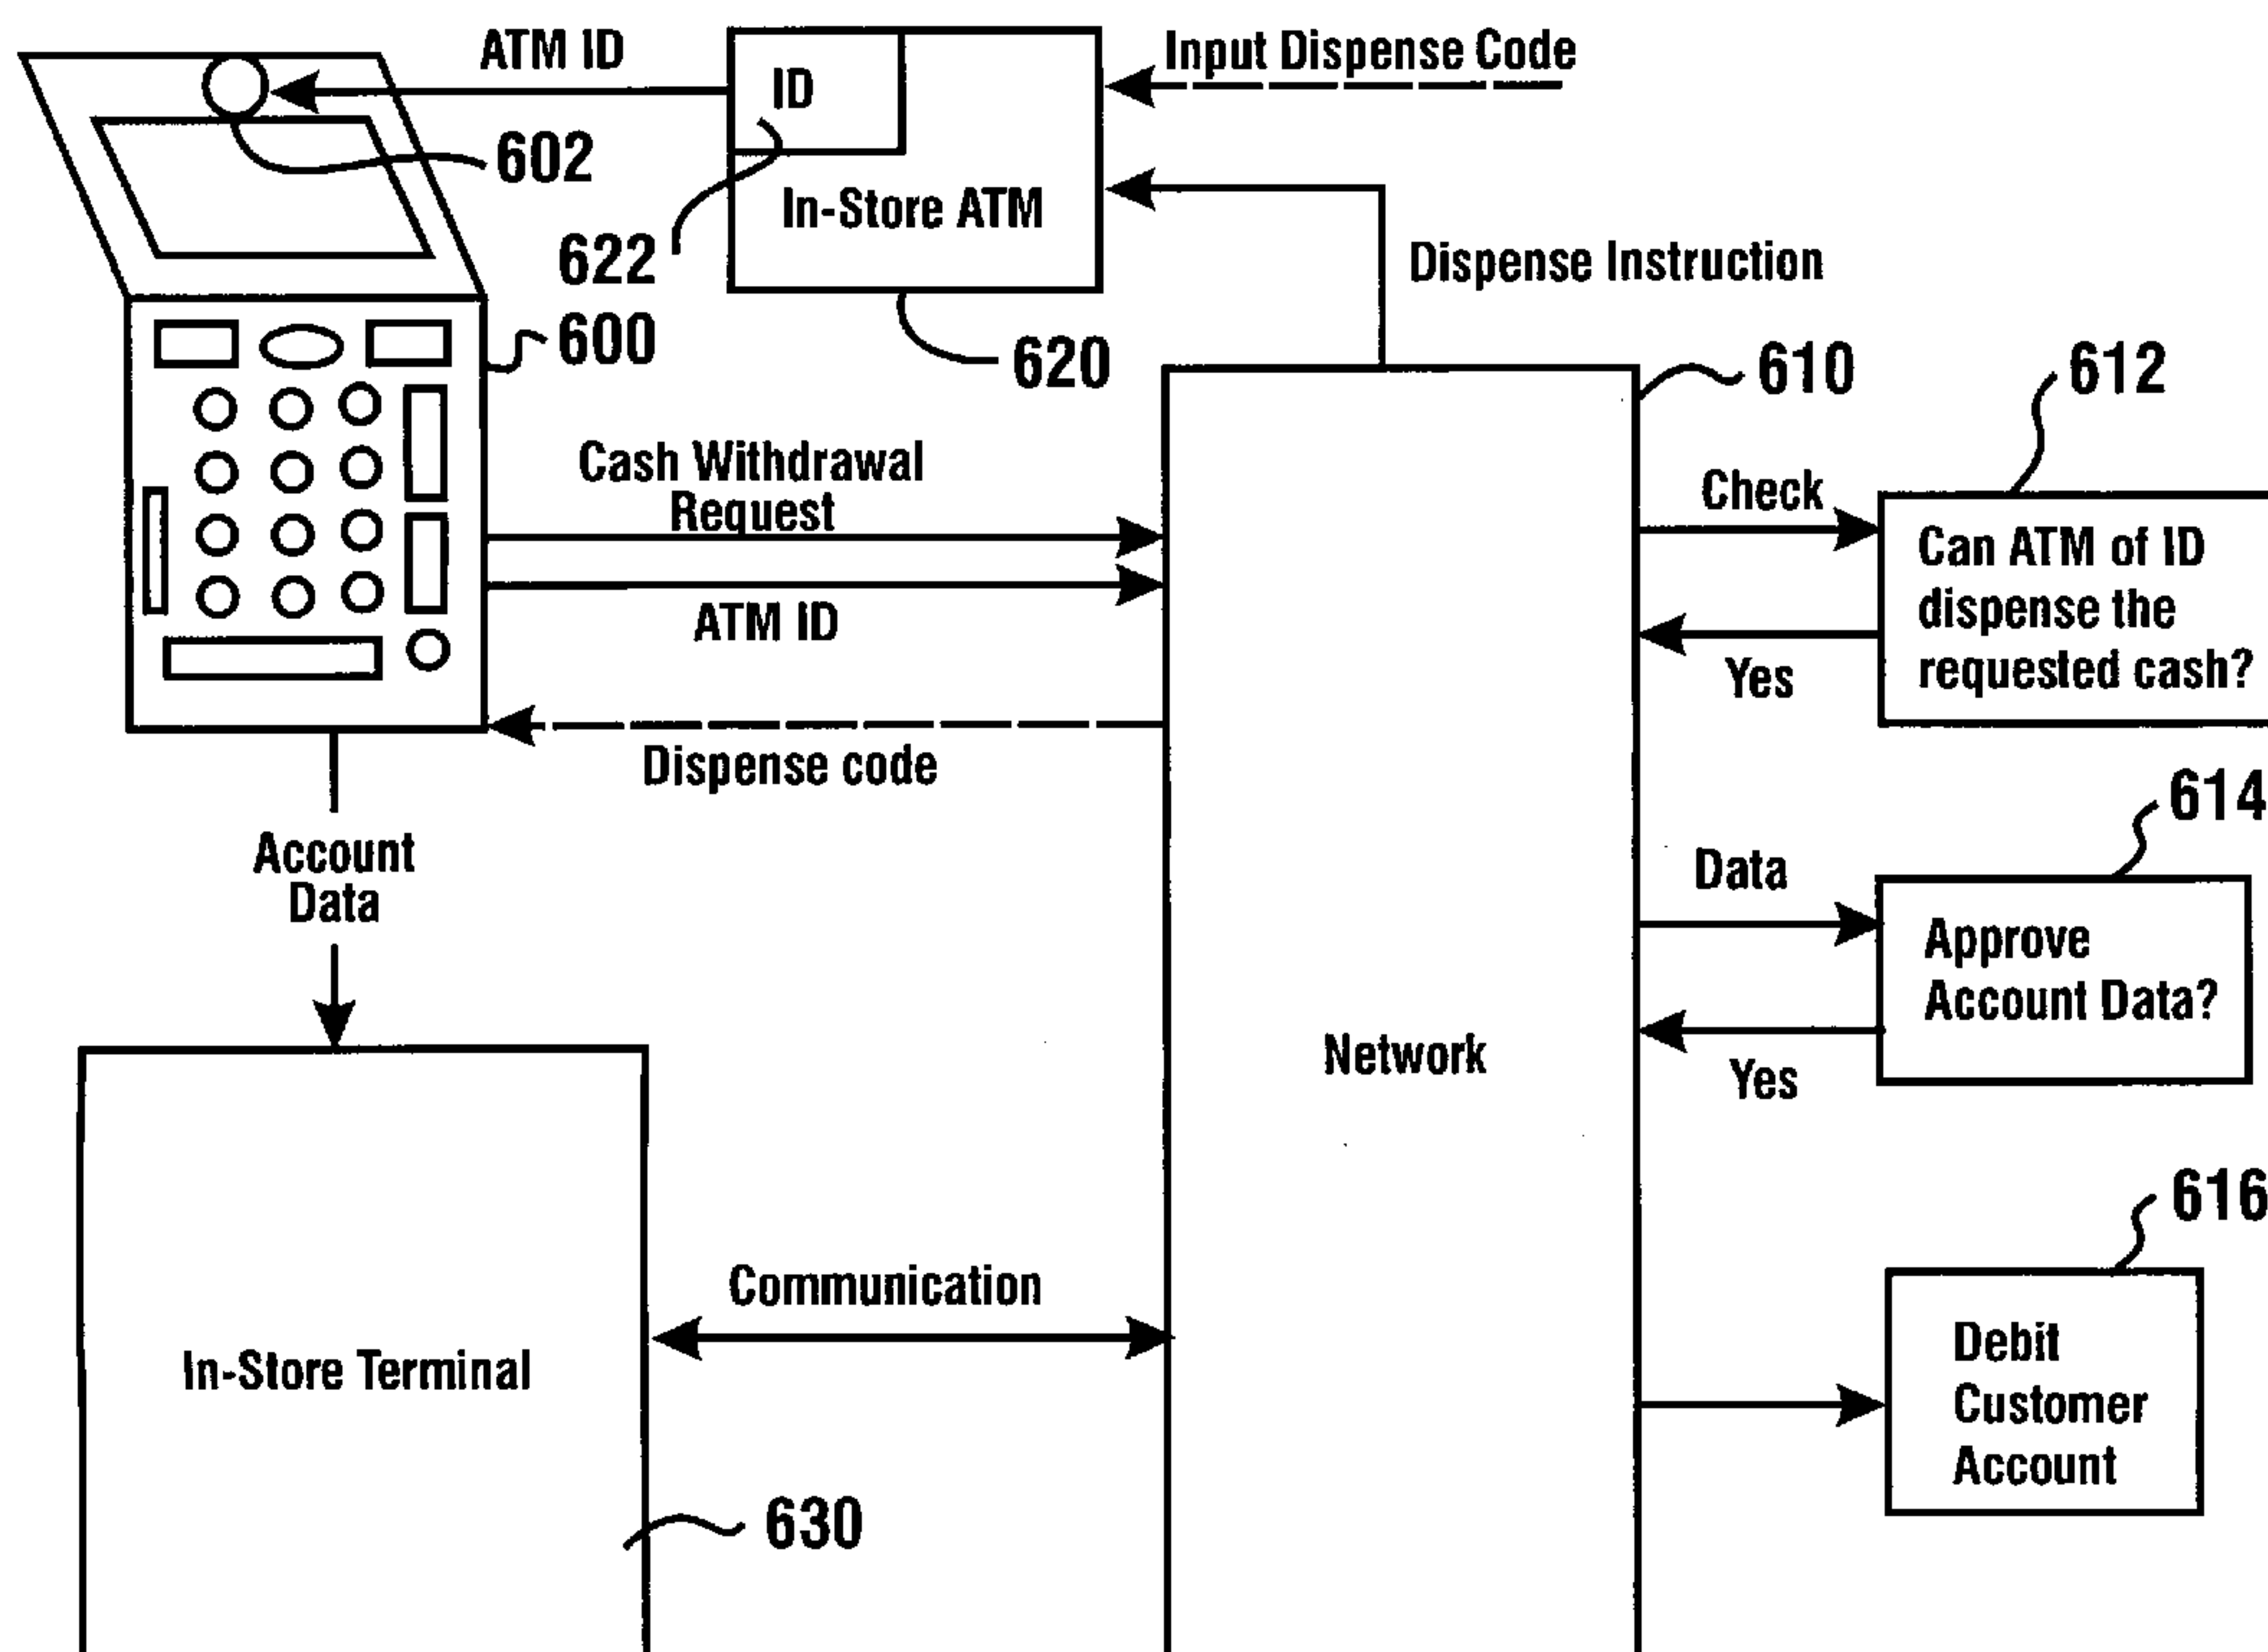 ATM ID
ID
Input Dispense Code
602
In-Store ATM
622
Dispense Instruction
600
620
610
612
Cash Withdrawal
Request
Check
Can ATM of ID
dispense the
requested cash?
ATM ID
Yes
Dispense code
614
Account
Data
Data
Approve
Account Data?
Network
Yes
616
Communication
In-Store Terminal
Debit
Customer
Account
630